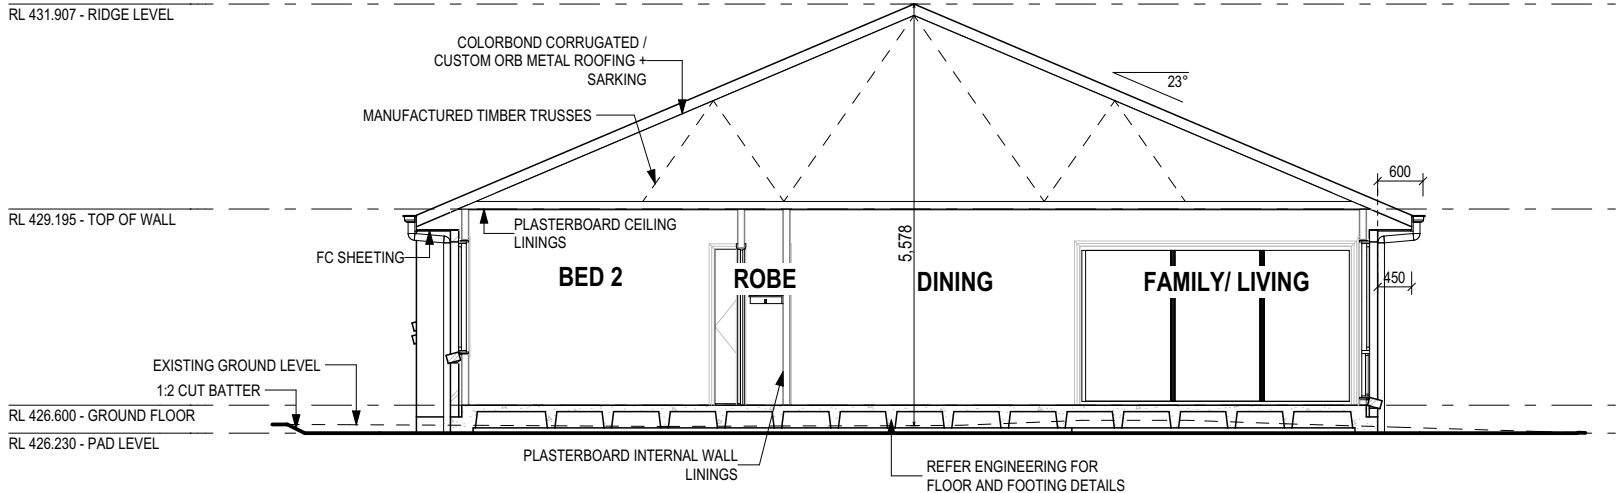 RL 431.907 - RIDGE LEVEL
COLORBOND CORRUGATED /
CUSTOM ORB METAL ROOFING +
SARKING
23°
MANUFACTURED TIMBER TRUSSES
600
RL 429.195 - TOP OF WALL
PLASTERBOARD CEILING
LININGS
FC SHEETING
5,578
BED 2
ROBE
DINING
FAMILY/ LIVING
450
EXISTING GROUND LEVEL
1:2 CUT BATTER
RL 426.600 - GROUND FLOOR
RL 426.230 - PAD LEVEL
PLASTERBOARD INTERNAL WALL
LININGS
REFER ENGINEERING FOR
FLOOR AND FOOTING DETAILS